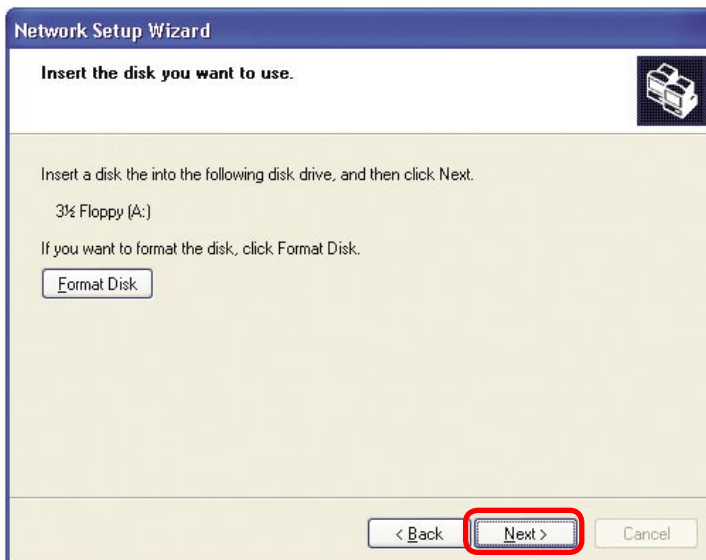 Network Setup Wizard
Insert the disk you want to use.
Insert a disk the into the following disk drive, and then click Next.
3½ Floppy (A:)
If you want to format the disk, click Format Disk.
Format Disk
< Back Next > Cancel